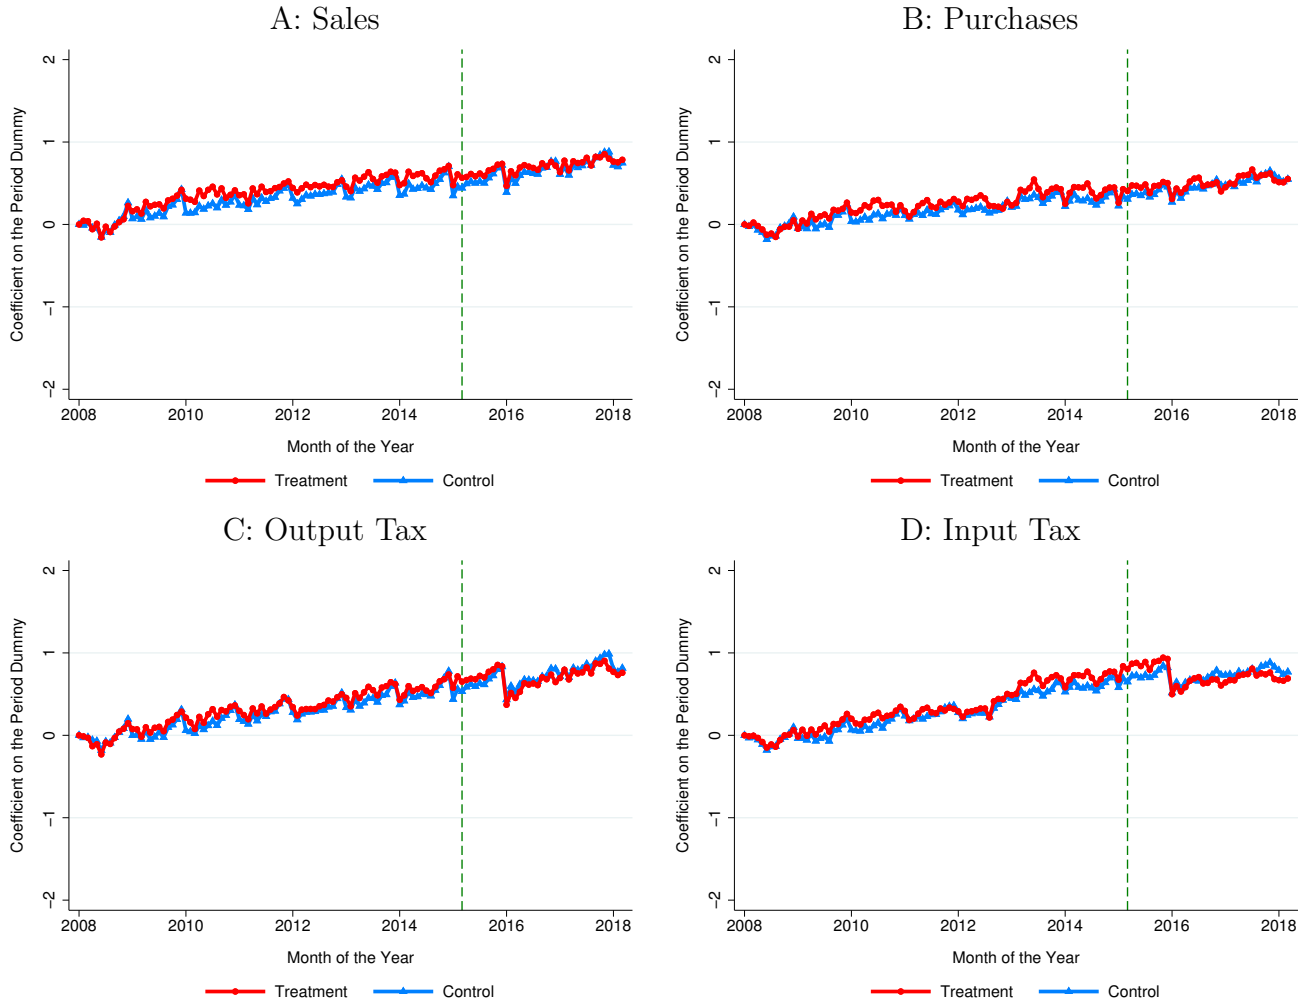 A: Sales
Coefficient on the Period Dummy
2
1
0
−1
−2
2008 2010 2012 2014 2016 2018
Month of the Year
Treatment Control
B: Purchases
Coefficient on the Period Dummy
2
1
0
−1
−2
2008 2010 2012 2014 2016 2018
Month of the Year
Treatment Control
C: Output Tax
Coefficient on the Period Dummy
2
1
0
−1
−2
2008 2010 2012 2014 2016 2018
Month of the Year
Treatment Control
D: Input Tax
Coefficient on the Period Dummy
2
1
0
−1
−2
2008 2010 2012 2014 2016 2018
Month of the Year
Treatment Control